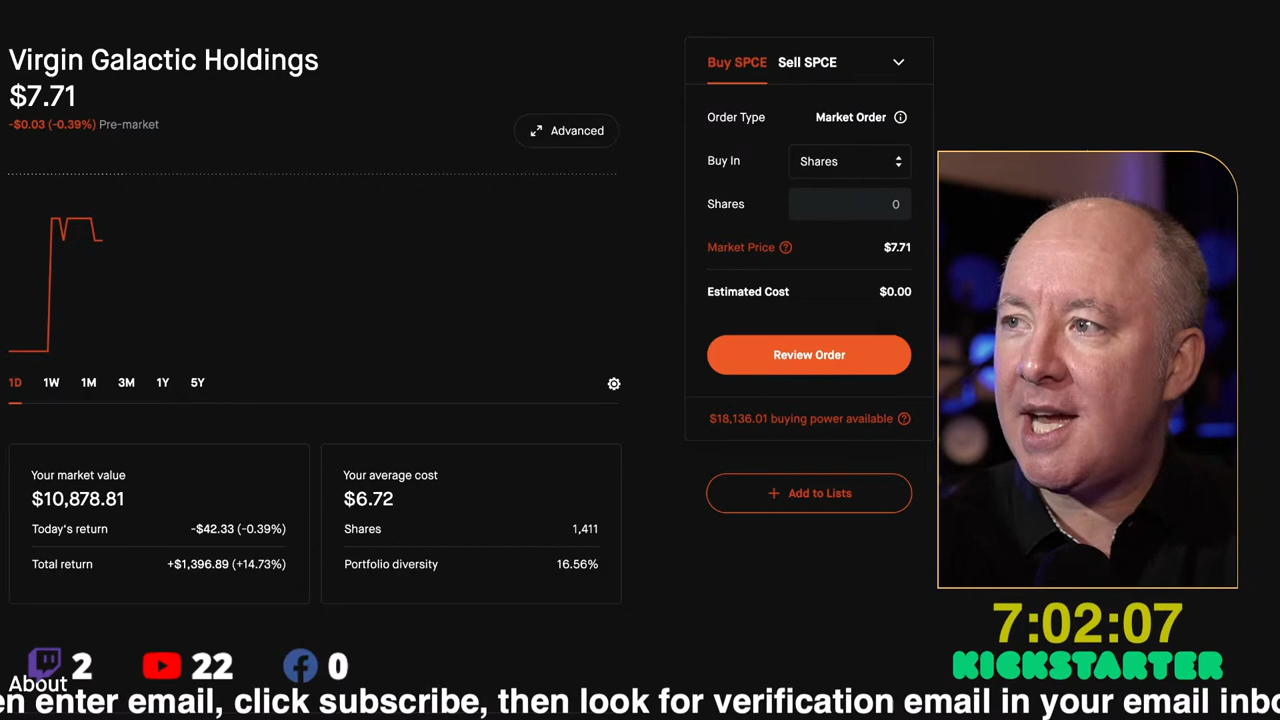 Virgin Galactic Holdings
$7.71
-$0.03 (-0.39%) Pre-market
Advanced
1D 1W 1M 3M 1Y 5Y
Your market value
$10,878.81
Today's return -$42.33 (-0.39%)
Total return +$1,396.89 (+14.73%)
Your average cost
$6.72
Shares 1,411
Portfolio diversity 16.56%
Buy SPCE Sell SPCE
Order Type Market Order
Buy In Shares
Shares 0
Market Price $7.71
Estimated Cost $0.00
Review Order
$18,136.01 buying power available
+ Add to Lists
7:02:07
KICKSTARTER
2 22 0
About
en enter email, click subscribe, then look for verification email in your email inbo